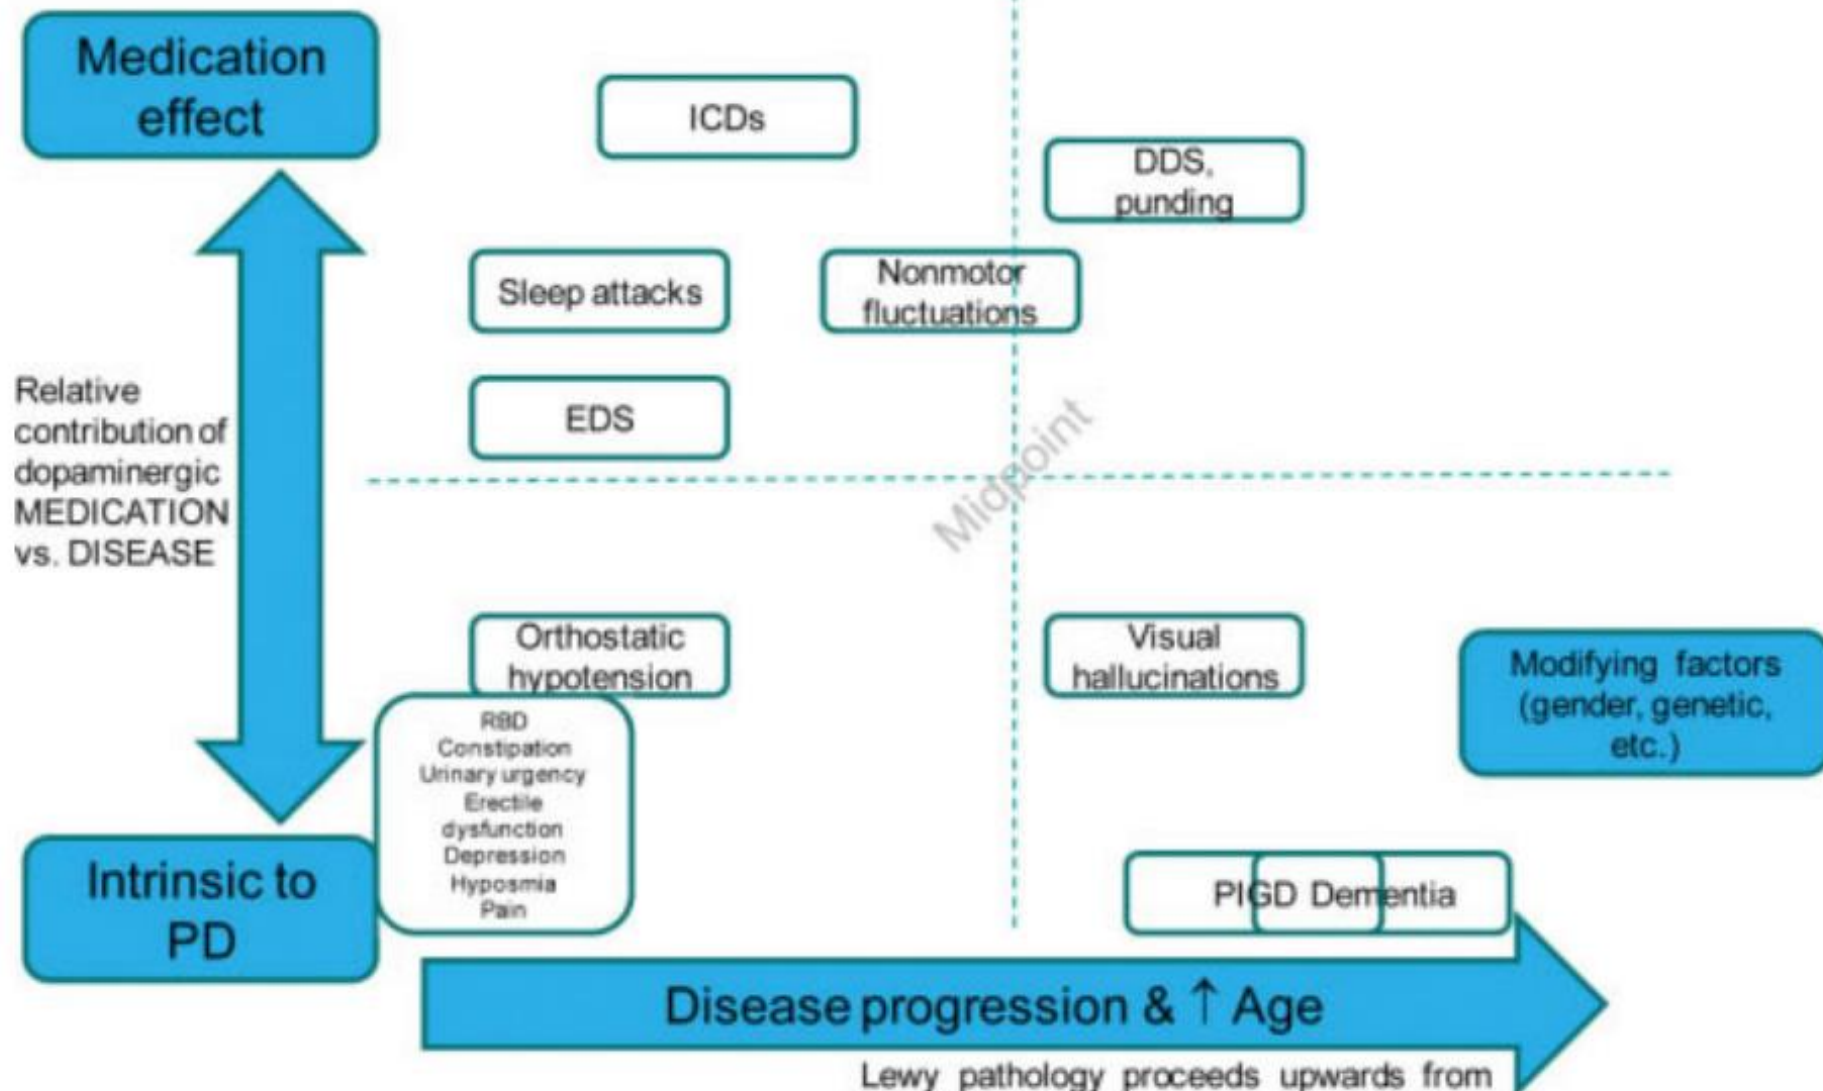 Medication
effect
ICDs
DDS,
punding
Sleep attacks
Nonmotor
fluctuations
EDS
Relative
contribution of
dopaminergic
MEDICATION
vs. DISEASE
Midpoint
Orthostatic
hypotension
Visual
hallucinations
Modifying factors
(gender, genetic,
etc.)
RBD
Constipation
Urinary urgency
Erectile
dysfunction
Depression
Hyposmia
Pain
Intrinsic to
PD
PIGD Dementia
Disease progression & ↑ Age
Lewy pathology proceeds upwards from